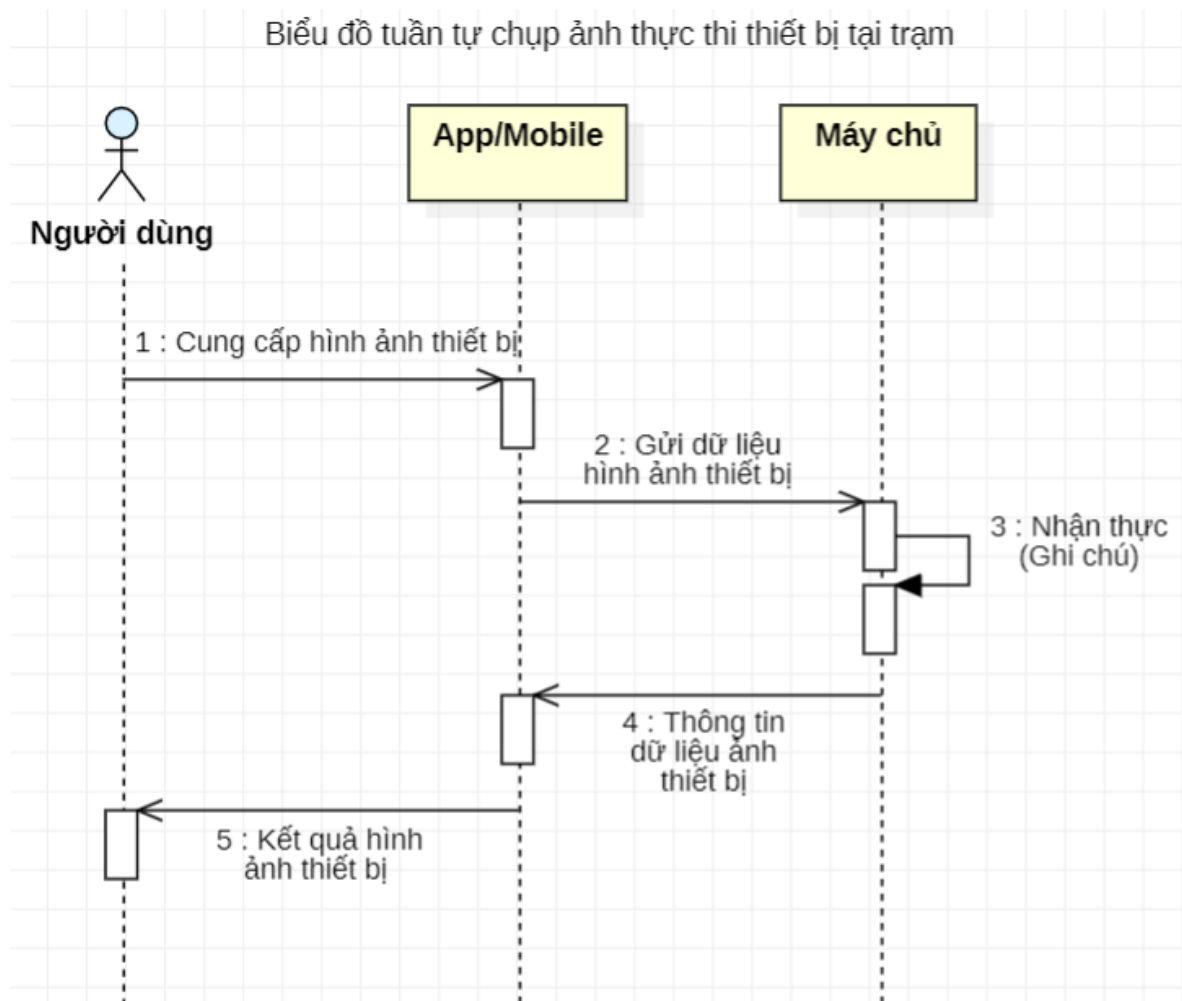 Biểu đồ tuần tự chụp ảnh thực thi thiết bị tại trạm
App/Mobile
Máy chủ
Người dùng
1 : Cung cấp hình ảnh thiết bị
2 : Gửi dữ liệu
hình ảnh thiết bị
3 : Nhận thực
(Ghi chú)
4 : Thông tin
dữ liệu ảnh
thiết bị
5 : Kết quả hình
ảnh thiết bị